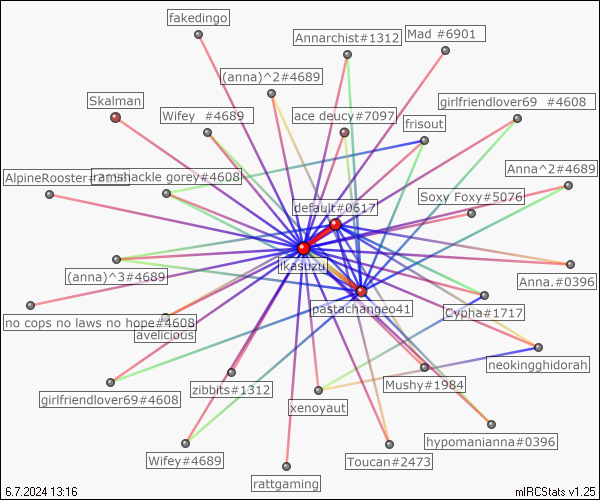 fakedingo
Annarchist#1312
Mad #6901
(anna)^2#4689
Skalman
Wifey #4689
ace deucy#7097
girlfriendlover69 #4608
frisout
Anna^2#4689
ramshackle gorey#4608
Soxy Foxy#5076
default#0617
ikasuzu
(anna)^3#4689
Anna.#0396
pastachangeo41
Cypha#1717
no cops no laws no hope#4608
avelicious
neokingghidorah
zibbits#1312
Mushy#1984
girlfriendlover69#4608
xenoyaut
hypomanianna#0396
Wifey#4689
Toucan#2473
rattgaming
6.7.2024 13:16
mIRCStats v1.25